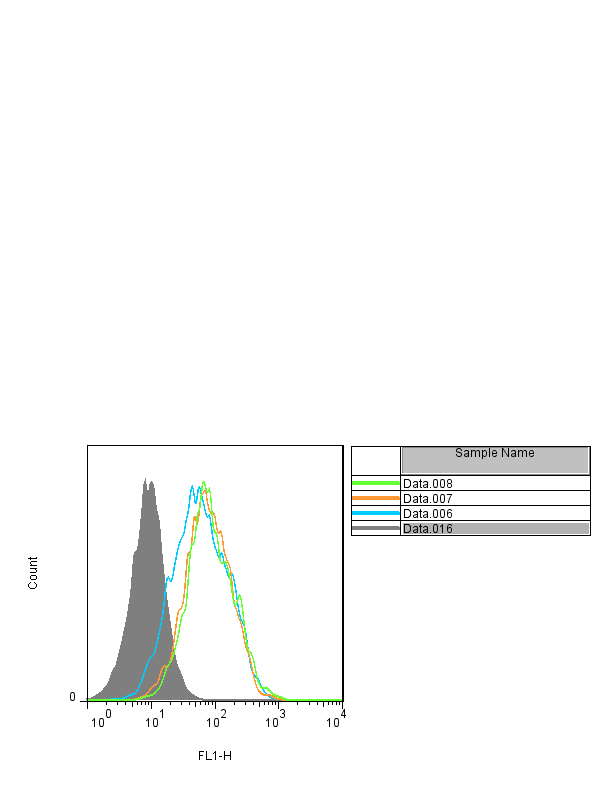 Sample Name
Data.008
Data.007
Data.006
Data.016
Count
0
10^0 10^1 10^2 10^3 10^4
FL1-H